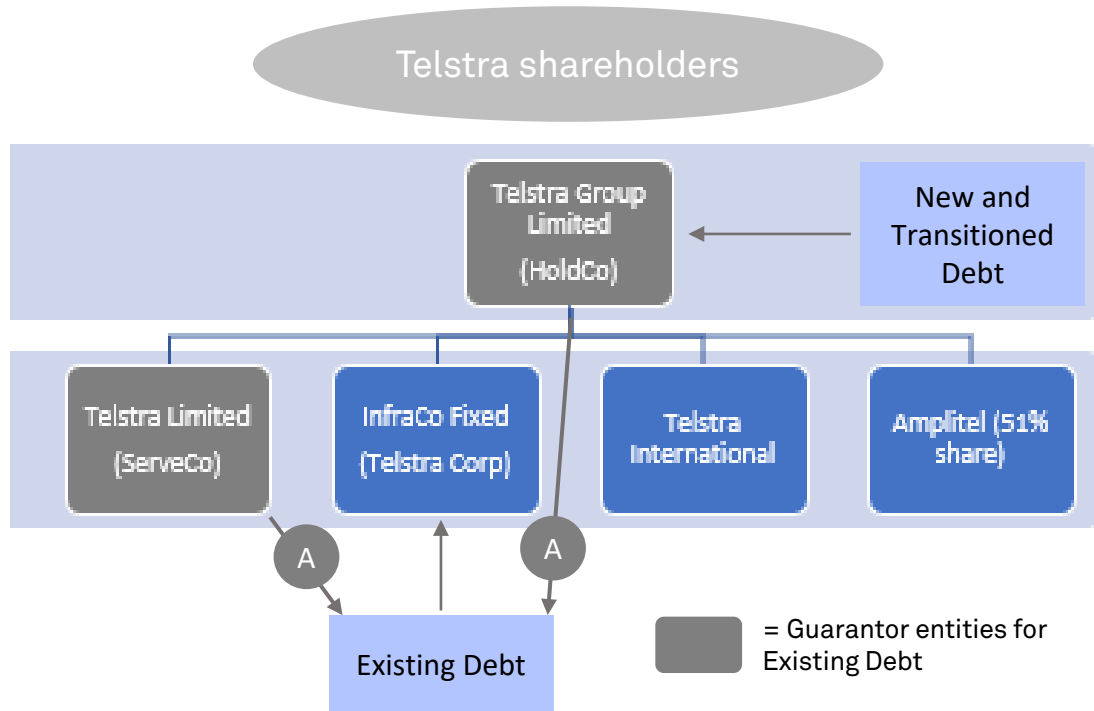 Telstra shareholders
Telstra Group
Limited
(HoldCo)
New and
Transitioned
Debt
Telstra Limited
(ServeCo)
InfraCo Fixed
(Telstra Corp)
Telstra
International
Amplitel (51%
share)
A
A
Existing Debt
= Guarantor entities for
Existing Debt